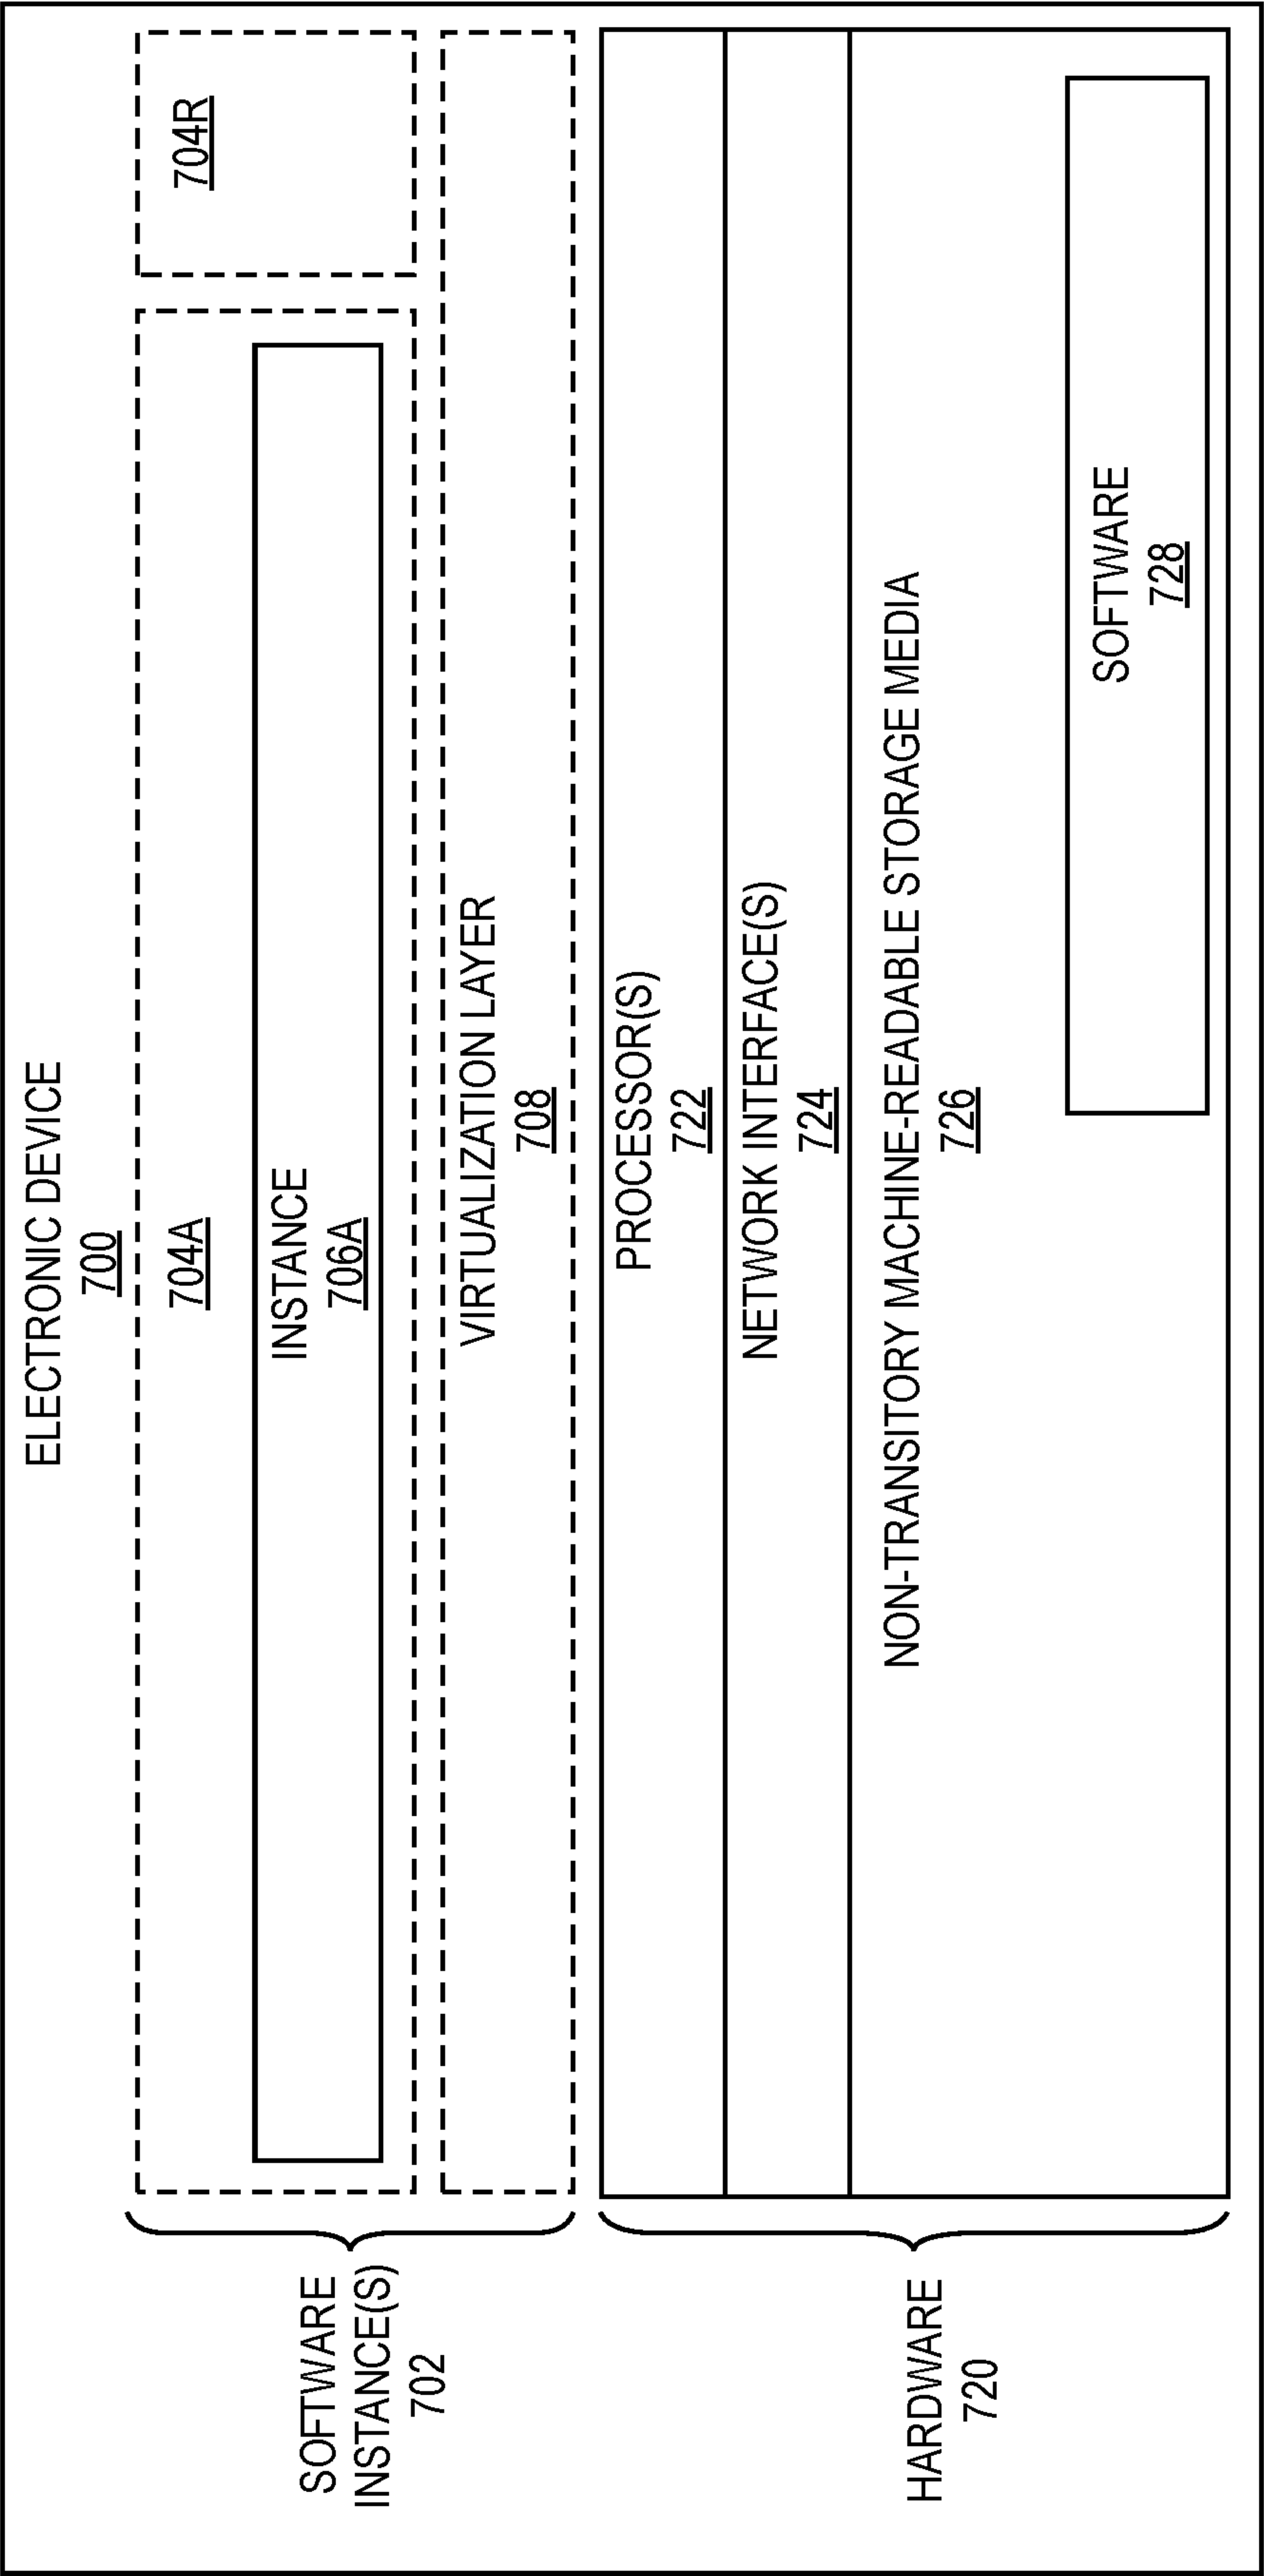 ELECTRONIC DEVICE
700
SOFTWARE
INSTANCE(S)
702
704A
704R
INSTANCE
706A
VIRTUALIZATION LAYER
708
HARDWARE
720
PROCESSOR(S)
722
NETWORK INTERFACE(S)
724
NON-TRANSITORY MACHINE-READABLE STORAGE MEDIA
726
SOFTWARE
728